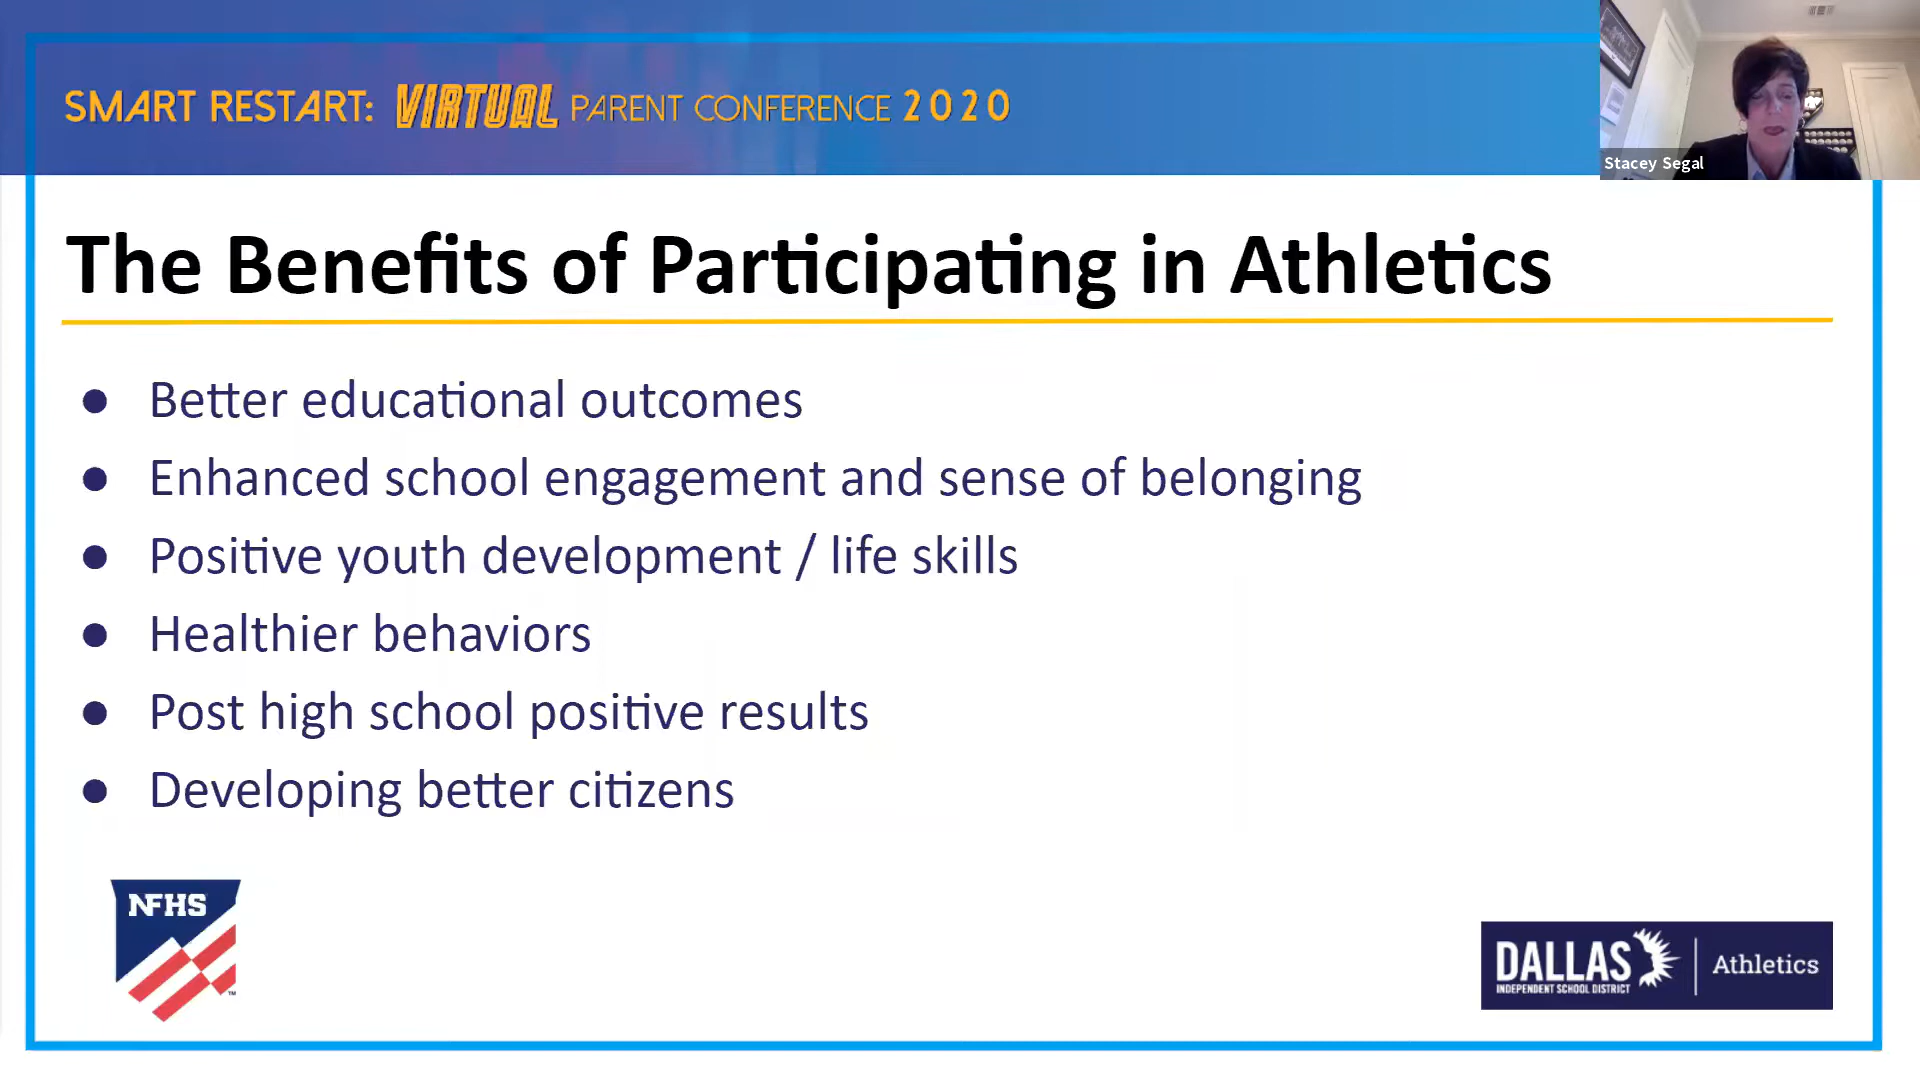 SMART RESTART: VIRTUAL PARENT CONFERENCE 2020
Stacey Segal
The Benefits of Participating in Athletics
● Better educational outcomes
● Enhanced school engagement and sense of belonging
● Positive youth development / life skills
● Healthier behaviors
● Post high school positive results
● Developing better citizens
NFHS
TM
DALLAS
INDEPENDENT SCHOOL DISTRICT
Athletics